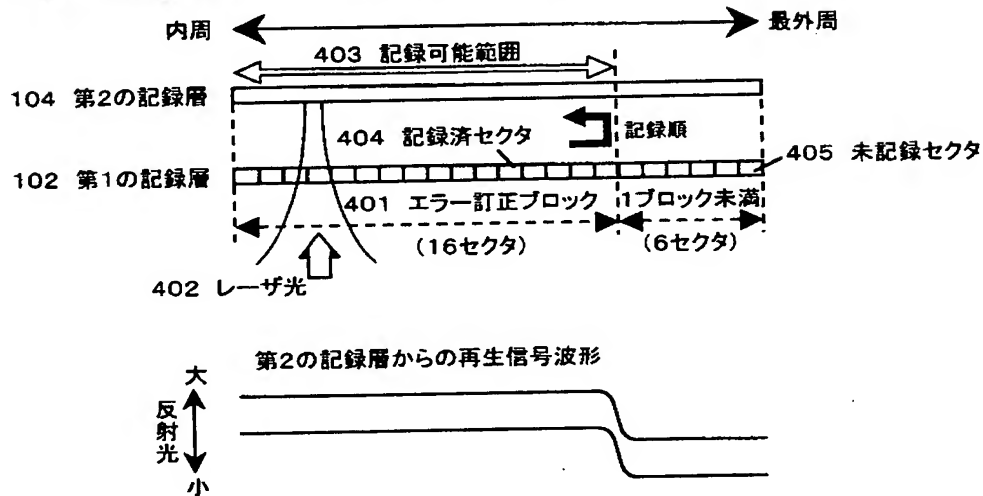 内周
最外周
403 記録可能範囲
104 第2の記録層
404 記録済セクタ
記録順
405 未記録セクタ
102 第1の記録層
401 エラー訂正ブロック
1ブロック未満
(16セクタ)
(6セクタ)
402 レーザ光
第2の記録層からの再生信号波形
大
反射光
小